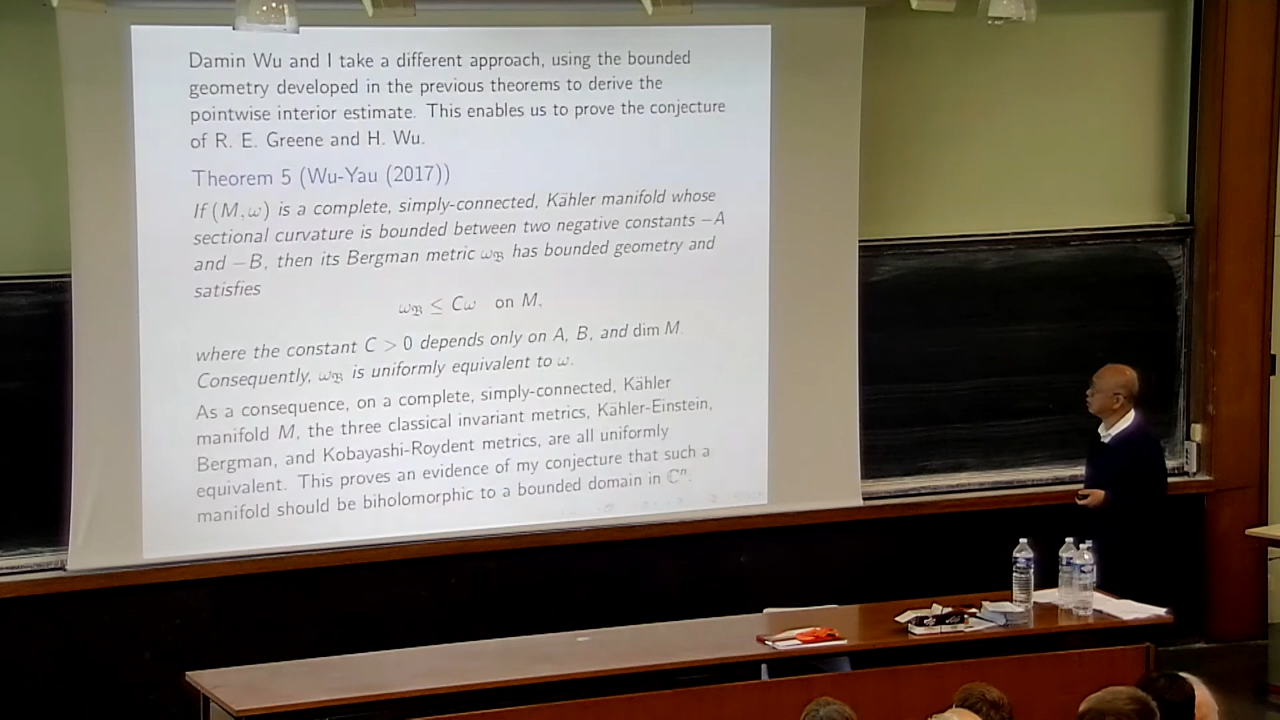 Damin Wu and I take a different approach, using the bounded
geometry developed in the previous theorems to derive the
pointwise interior estimate. This enables us to prove the conjecture
of R. E. Greene and H. Wu.
Theorem 5 (Wu-Yau (2017))
If (M, ω) is a complete, simply-connected, Kähler manifold whose
sectional curvature is bounded between two negative constants −A
and −B, then its Bergman metric ω𝔅 has bounded geometry and
satisfies
ω𝔅 ≤ Cω on M,
where the constant C > 0 depends only on A, B, and dim M.
Consequently, ω𝔅 is uniformly equivalent to ω.
As a consequence, on a complete, simply-connected, Kähler
manifold M, the three classical invariant metrics, Kähler-Einstein,
Bergman, and Kobayashi-Roydent metrics, are all uniformly
equivalent. This proves an evidence of my conjecture that such a
manifold should be biholomorphic to a bounded domain in ℂⁿ.